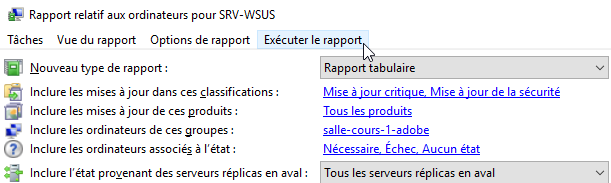 Rapport relatif aux ordinateurs pour SRV-WSUS
Tâches Vue du rapport Options de rapport Exécuter le rapport
Nouveau type de rapport : Rapport tabulaire
Inclure les mises à jour dans ces classifications : Mise à jour critique, Mise à jour de la sécurité
Inclure les mises à jour de ces produits : Tous les produits
Inclure les ordinateurs de ces groupes : salle-cours-1-adobe
Inclure les ordinateurs associés à l'état : Nécessaire, Échec, Aucun état
Inclure l'état provenant des serveurs réplicas en aval : Tous les serveurs réplicas en aval